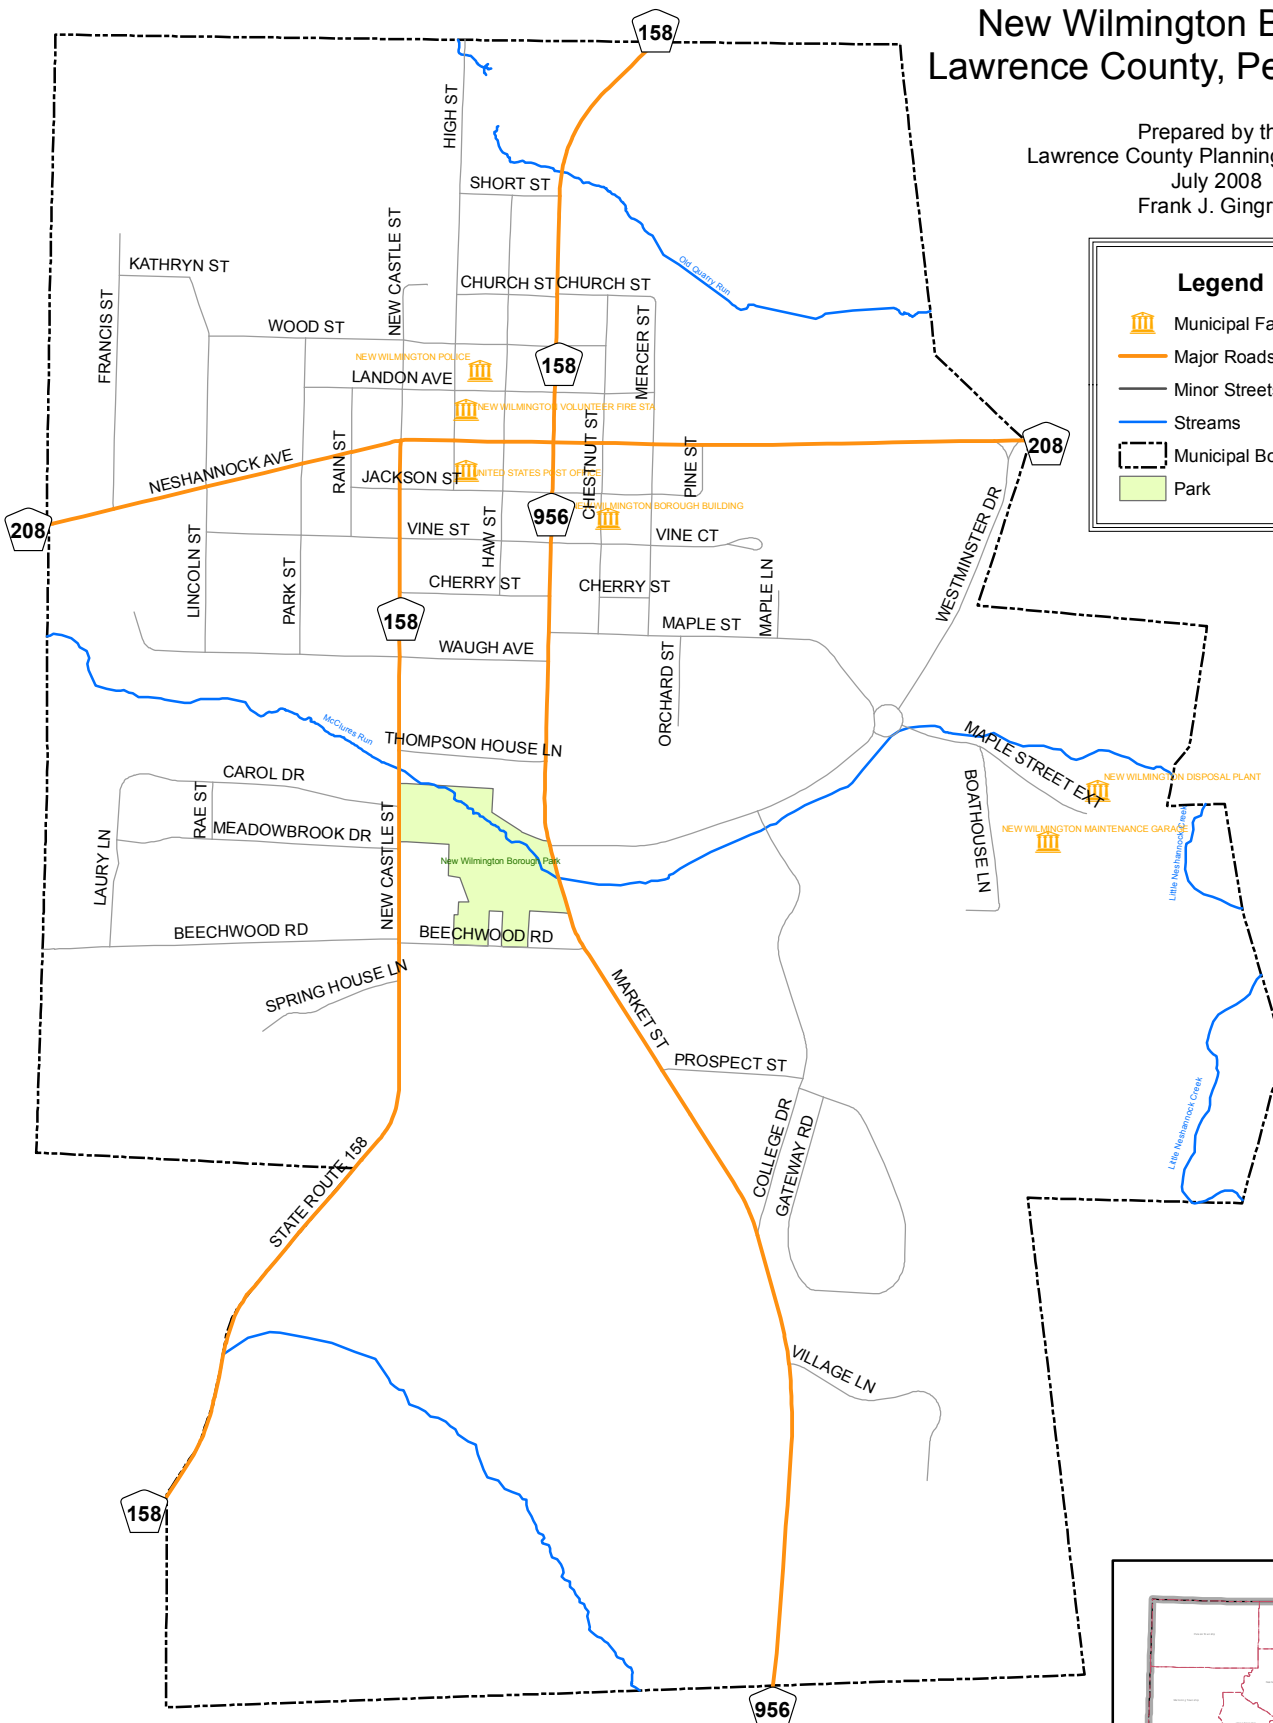 New Wilmington B
Lawrence County, Pe
Prepared by th
Lawrence County Planning
July 2008
Frank J. Gingr
Legend
Municipal Fa
Major Roads
Minor Street
Streams
Municipal Bo
Park
158
HIGH ST
SHORT ST
NEW CASTLE ST
KATHRYN ST
FRANCIS ST
CHURCH ST
CHURCH ST
Old Quarry Run
WOOD ST
MERCER ST
NEW WILMINGTON POLICE
158
LANDON AVE
NEW WILMINGTON VOLUNTEER FIRE STA
CHESTNUT ST
RAIN ST
PINE ST
208
NESHANNOCK AVE
JACKSON ST
UNITED STATES POST OFFICE
NEW WILMINGTON BOROUGH BUILDING
208
956
VINE ST
HAW ST
VINE CT
WESTMINSTER DR
LINCOLN ST
PARK ST
CHERRY ST
CHERRY ST
MAPLE LN
158
MAPLE ST
WAUGH AVE
ORCHARD ST
McClures Run
THOMPSON HOUSE LN
MAPLE STREET EXT
CAROL DR
RAE ST
BOATHOUSE LN
NEW WILMINGTON DISPOSAL PLANT
NEW WILMINGTON MAINTENANCE GARAGE
Little Neshannock Creek
MEADOWBROOK DR
LAURY LN
NEW CASTLE ST
New Wilmington Borough Park
BEECHWOOD RD
BEECHWOOD RD
SPRING HOUSE LN
MARKET ST
PROSPECT ST
COLLEGE DR
GATEWAY RD
Little Neshannock Creek
STATE ROUTE 158
VILLAGE LN
158
956